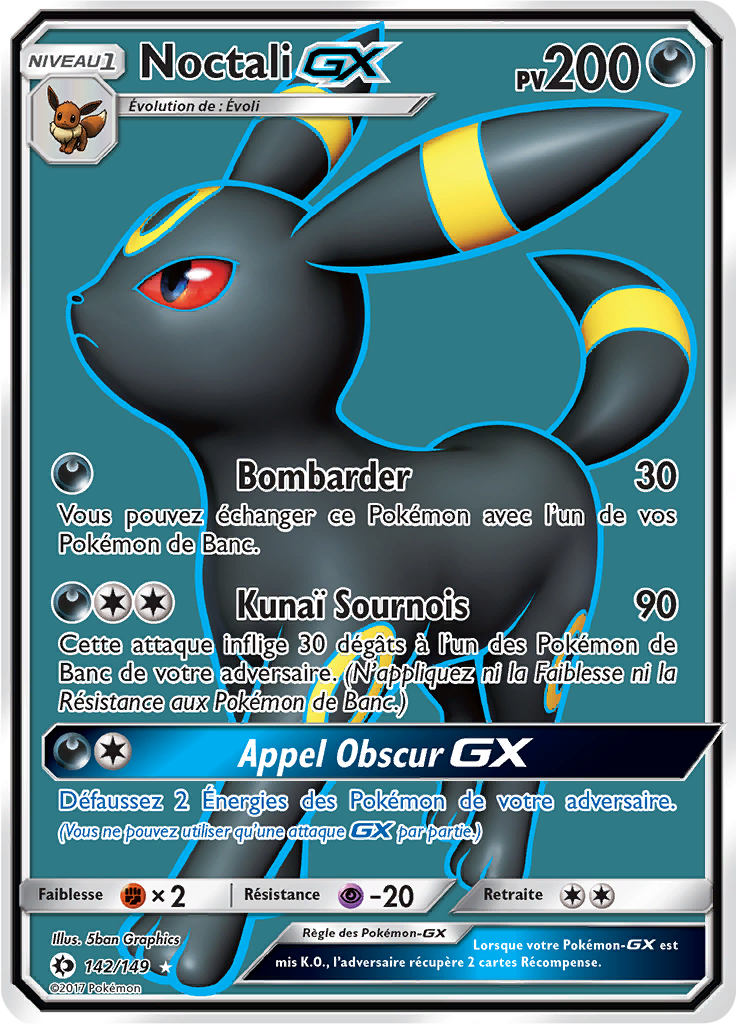 NIVEAU1
Noctali GX
PV200
Évolution de : Évoli
Bombarder 30
Vous pouvez échanger ce Pokémon avec l'un de vos
Pokémon de Banc.
Kunaï Sournois 90
Cette attaque inflige 30 dégâts à l'un des Pokémon de
Banc de votre adversaire. (N'appliquez ni la Faiblesse ni la
Résistance aux Pokémon de Banc.)
Appel Obscur GX
Défaussez 2 Énergies des Pokémon de votre adversaire.
(Vous ne pouvez utiliser qu'une attaque GX par partie.)
Faiblesse ×2 Résistance -20 Retraite
Illus. 5ban Graphics
142/149
©2017 Pokémon
Règle des Pokémon-GX
Lorsque votre Pokémon-GX est
mis K.O., l'adversaire récupère 2 cartes Récompense.